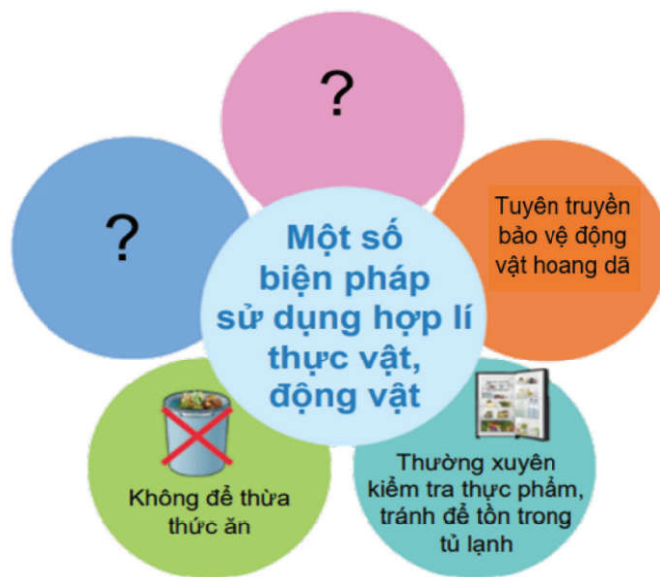 ?
?
Tuyên truyền
bảo vệ động
vật hoang dã
Một số
biện pháp
sử dụng hợp lí
thực vật,
động vật
Không để thừa
thức ăn
Thường xuyên
kiểm tra thực phẩm,
tránh để tồn trong
tủ lạnh